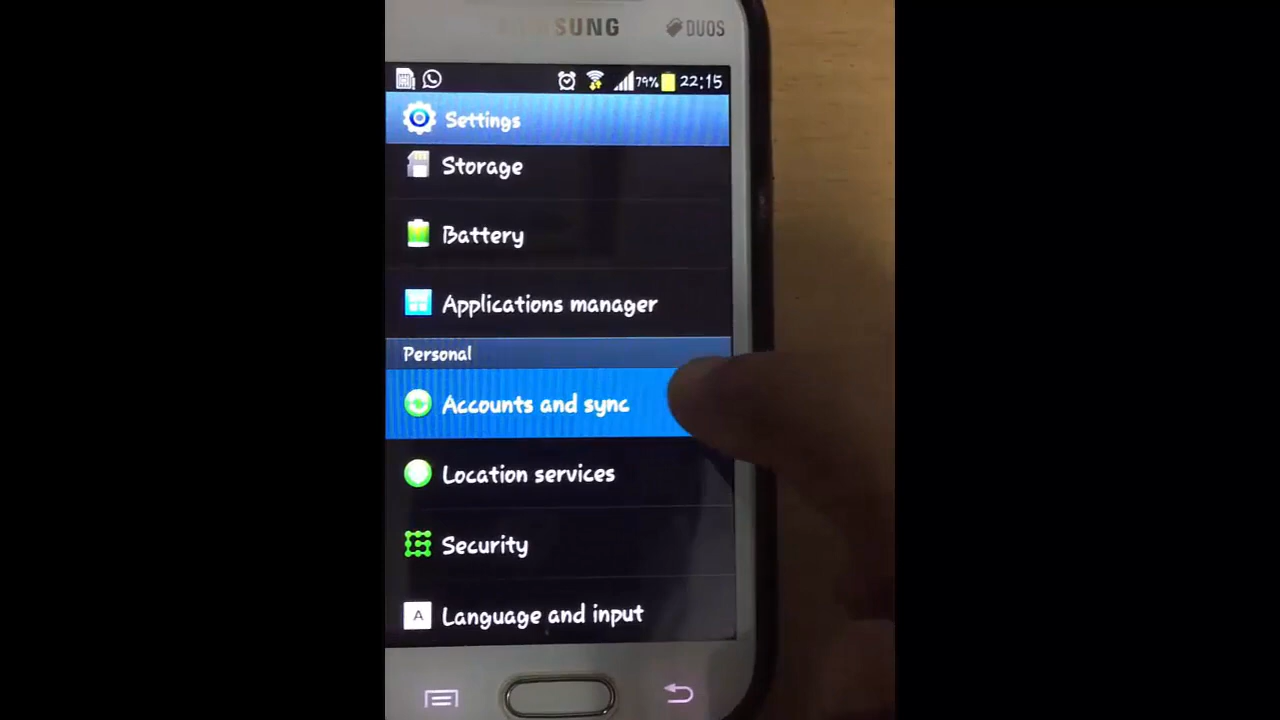 SAMSUNG DUOS
79% 22:15
Settings
Storage
Battery
Applications manager
Personal
Accounts and sync
Location services
Security
A Language and input